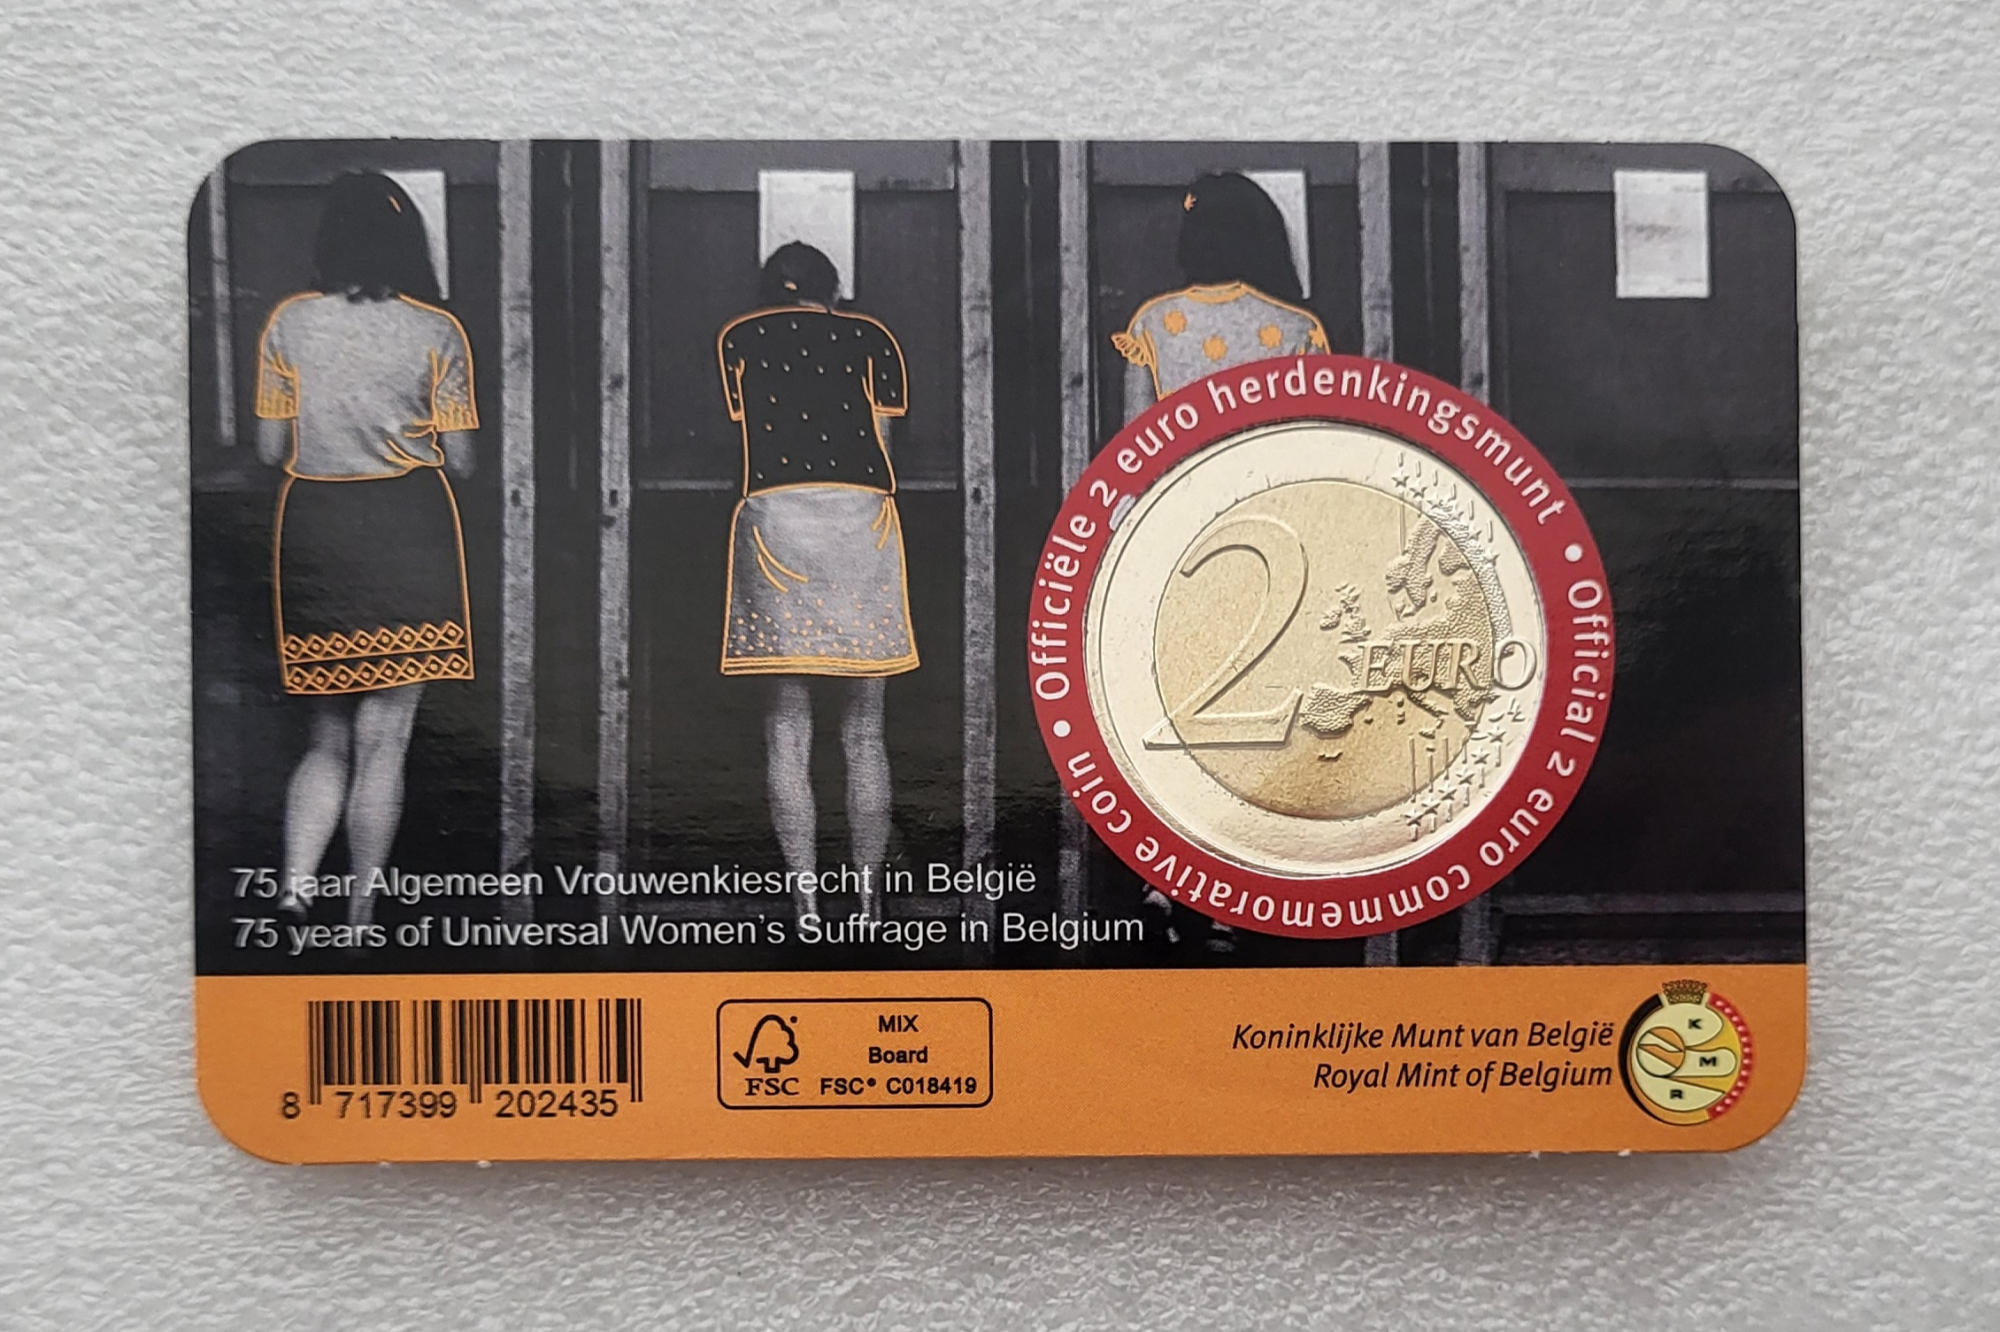 • Officiële 2 euro herdenkingsmunt
• Official 2 euro commemorative coin
2 EURO
75 jaar Algemeen Vrouwenkiesrecht in België
75 years of Universal Women's Suffrage in Belgium
8 717399 202435
FSC
MIX
Board
FSC® C018419
Koninklijke Munt van België
Royal Mint of Belgium
K
M
R